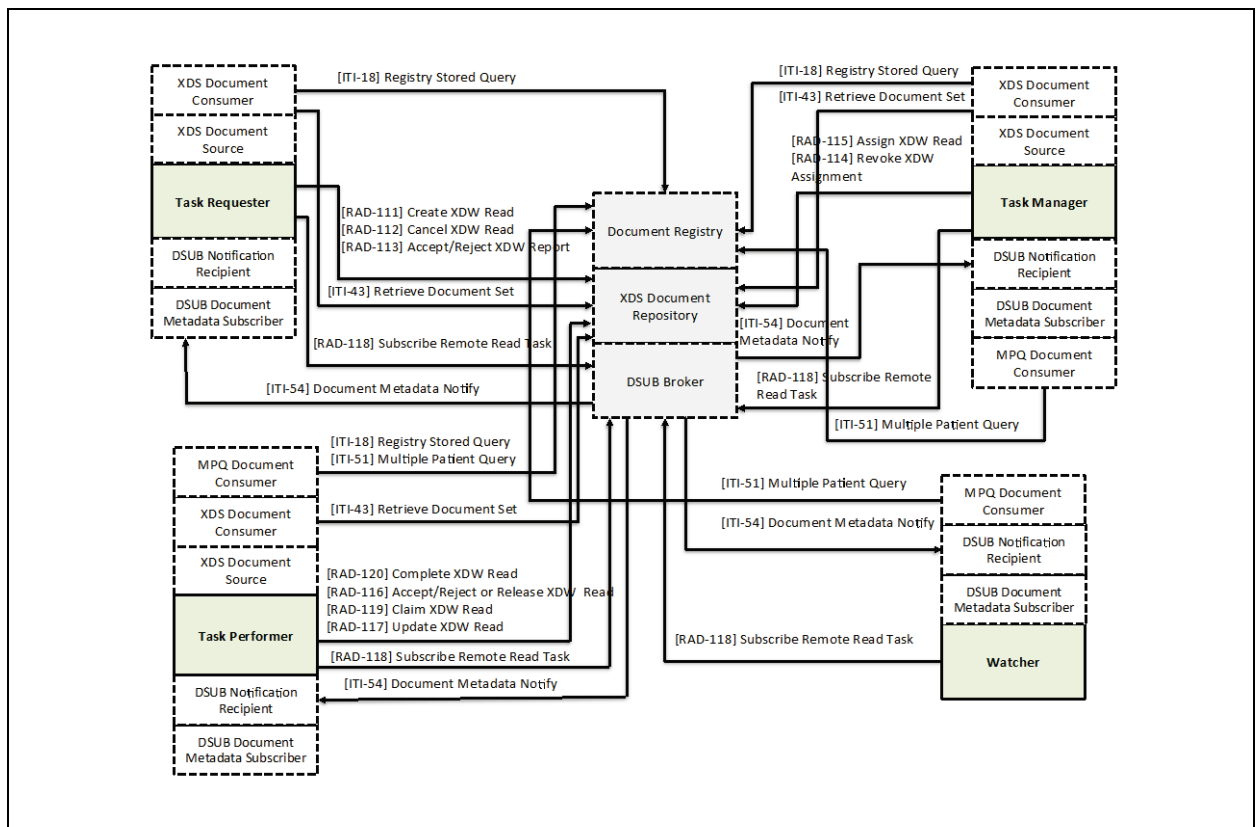 XDS Document
Consumer
XDS Document
Source
Task Requester
DSUB Notification
Recipient
DSUB Document
Metadata Subscriber
[ITI-18] Registry Stored Query
[RAD-111] Create XDW Read
[RAD-112] Cancel XDW Read
[RAD-113] Accept/Reject XDW Report
[ITI-43] Retrieve Document Set
[RAD-118] Subscribe Remote Read Task
[ITI-54] Document Metadata Notify
Document Registry
XDS Document
Repository
DSUB Broker
[ITI-18] Registry Stored Query
[ITI-43] Retrieve Document Set
[RAD-115] Assign XDW Read
[RAD-114] Revoke XDW
Assignment
[ITI-54] Document
Metadata Notify
[RAD-118] Subscribe Remote
Read Task
[ITI-51] Multiple Patient Query
XDS Document
Consumer
XDS Document
Source
Task Manager
DSUB Notification
Recipient
DSUB Document
Metadata Subscriber
MPQ Document
Consumer
MPQ Document
Consumer
XDS Document
Consumer
XDS Document
Source
Task Performer
DSUB Notification
Recipient
DSUB Document
Metadata Subscriber
[ITI-18] Registry Stored Query
[ITI-51] Multiple Patient Query
[ITI-43] Retrieve Document Set
[RAD-120] Complete XDW Read
[RAD-116] Accept/Reject or Release XDW Read
[RAD-119] Claim XDW Read
[RAD-117] Update XDW Read
[RAD-118] Subscribe Remote Read Task
[ITI-54] Document Metadata Notify
[ITI-51] Multiple Patient Query
[ITI-54] Document Metadata Notify
[RAD-118] Subscribe Remote Read Task
MPQ Document
Consumer
DSUB Notification
Recipient
DSUB Document
Metadata Subscriber
Watcher